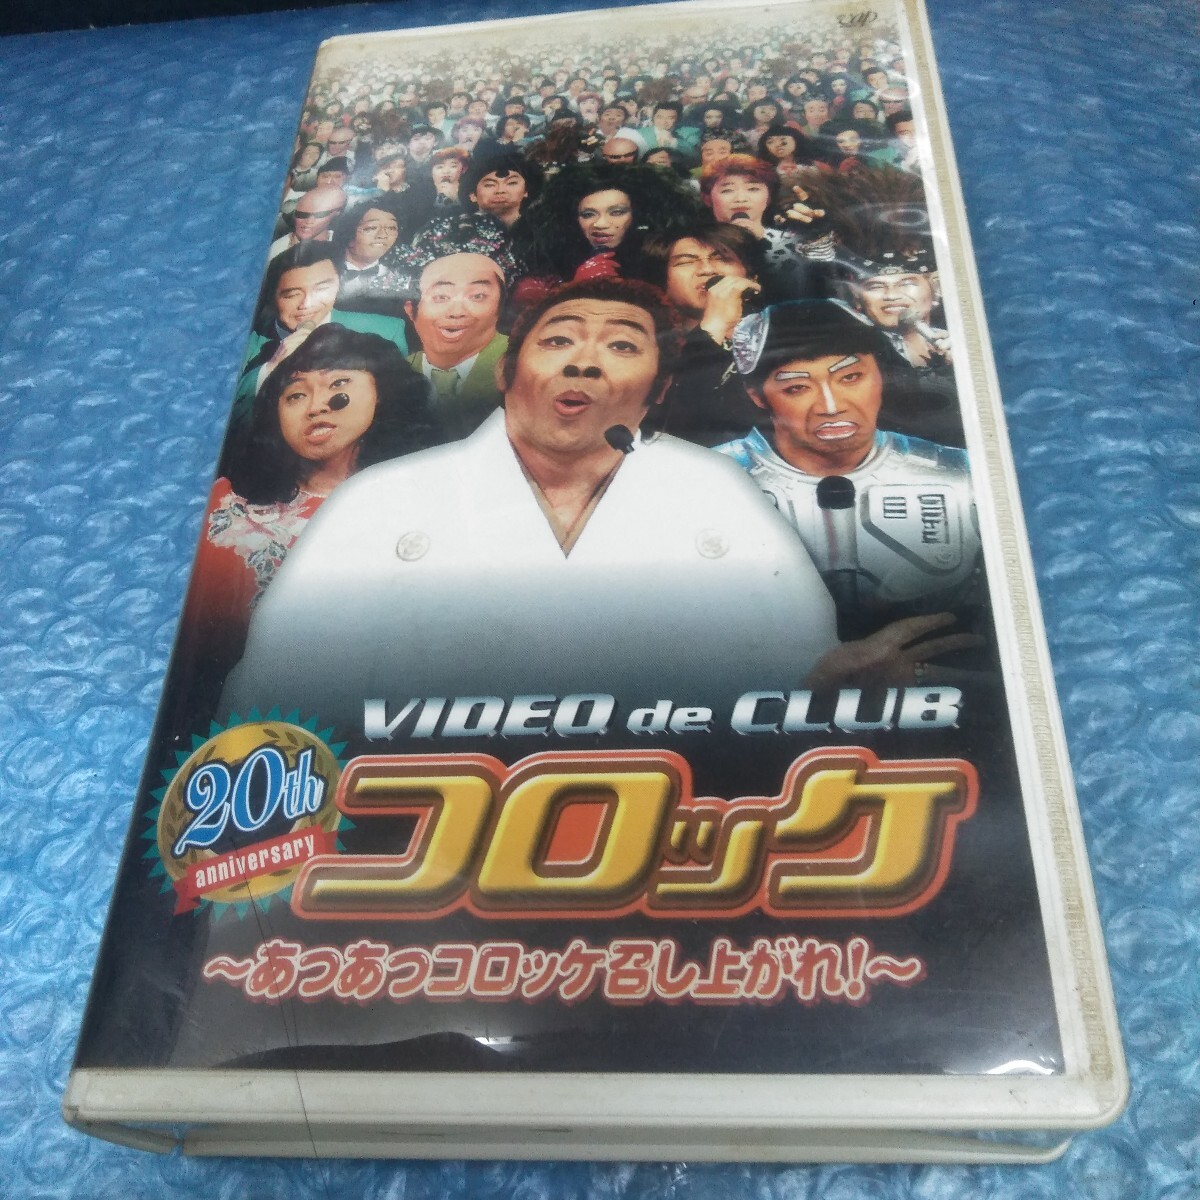 vap
VIDEO de CLUB
20th
anniversary
コロッケ
～あつあつコロッケ召し上がれ!～